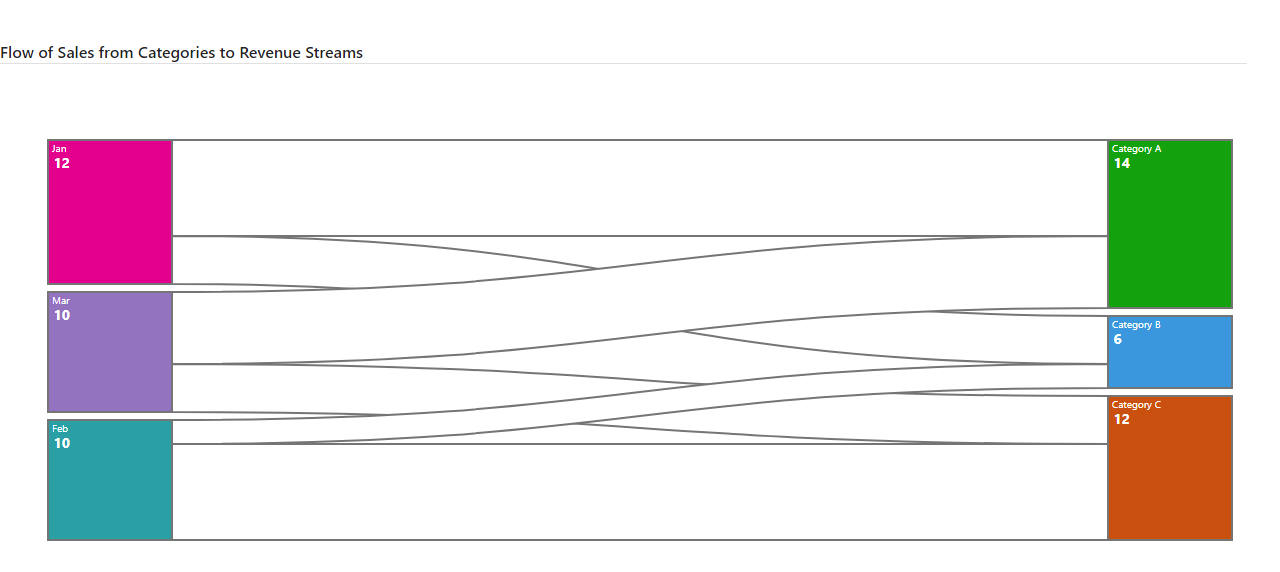 Flow of Sales from Categories to Revenue Streams
Jan
12
Mar
10
Feb
10
Category A
14
Category B
6
Category C
12